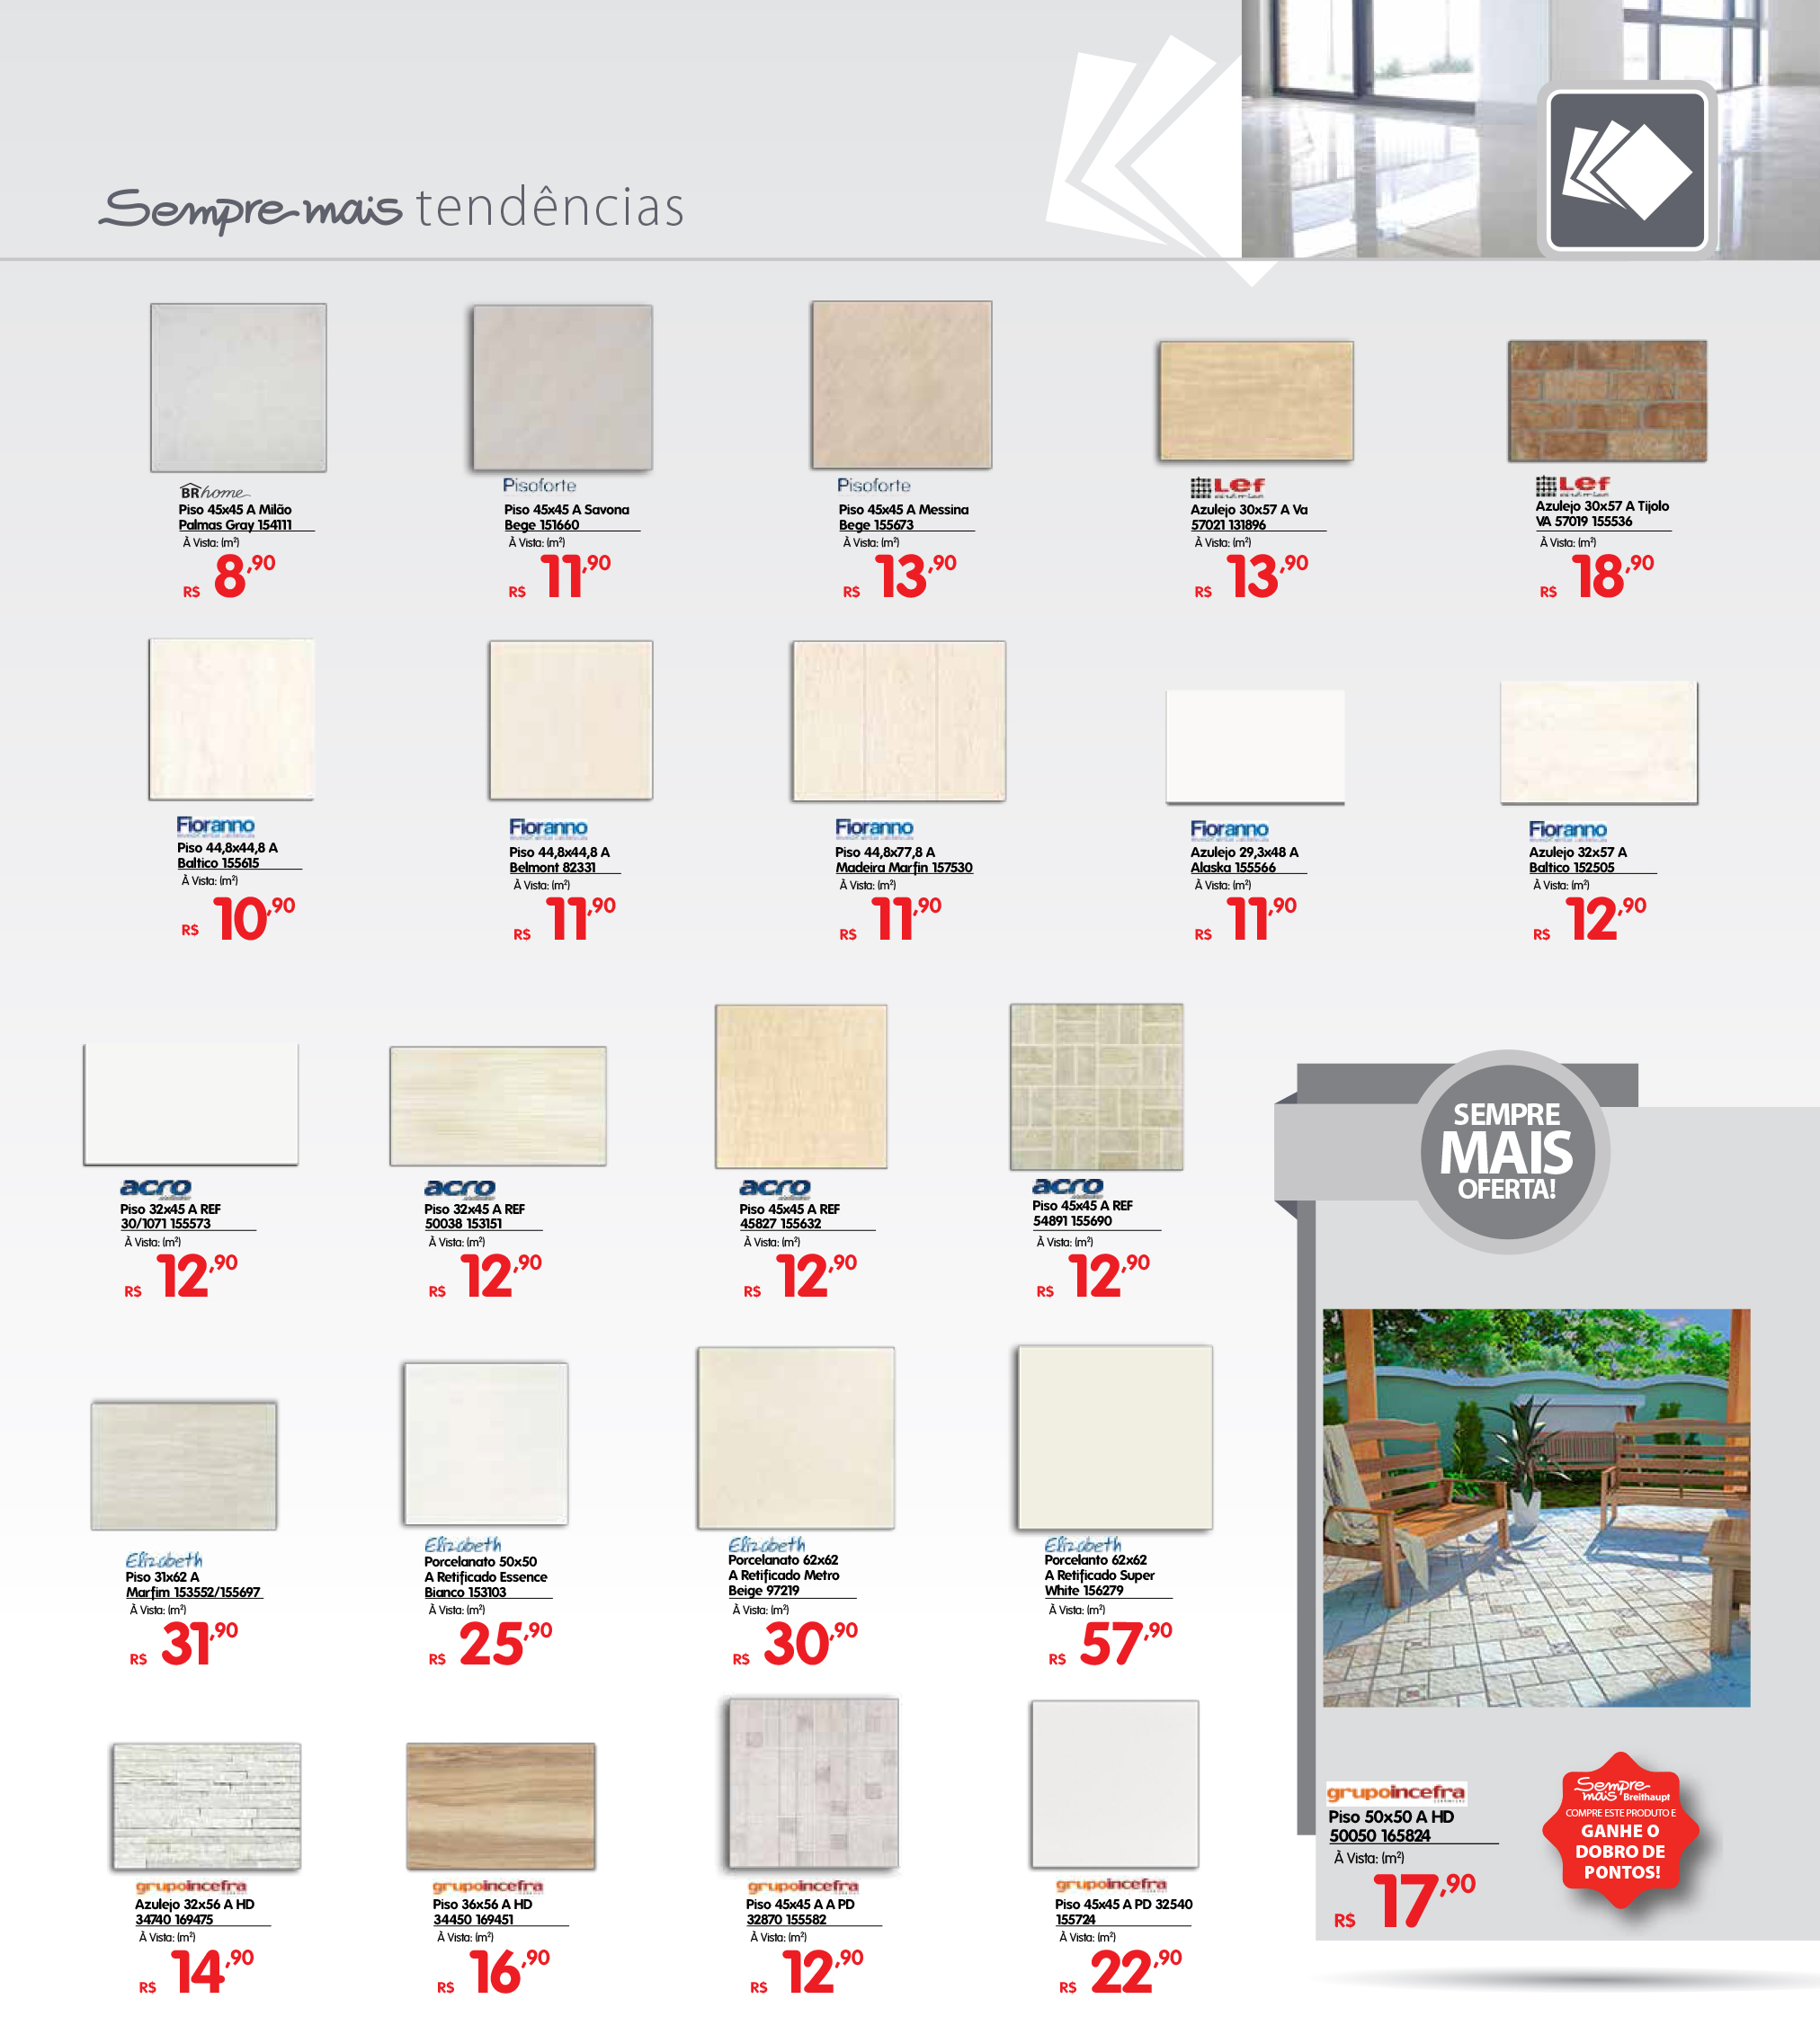 Sempre mais tendências
BRhome
Piso 45x45 A Milão
Palmas Gray 154111
À Vista: (m²)
R$ 8,90
Pisoforte
Piso 45x45 A Savona
Bege 151660
À Vista: (m²)
R$ 11,90
Pisoforte
Piso 45x45 A Messina
Bege 155673
À Vista: (m²)
R$ 13,90
Lef
Azulejo 30x57 A Va
57021 131896
À Vista: (m²)
R$ 13,90
Lef
Azulejo 30x57 A Tijolo
VA 57019 155536
À Vista: (m²)
R$ 18,90
Fioranno
Piso 44,8x44,8 A
Baltico 155615
À Vista: (m²)
R$ 10,90
Fioranno
Piso 44,8x44,8 A
Belmont 82331
À Vista: (m²)
R$ 11,90
Fioranno
Piso 44,8x77,8 A
Madeira Marfin 157530
À Vista: (m²)
R$ 11,90
Fioranno
Azulejo 29,3x48 A
Alaska 155566
À Vista: (m²)
R$ 11,90
Fioranno
Azulejo 32x57 A
Baltico 152505
À Vista: (m²)
R$ 12,90
acro
Piso 32x45 A REF
30/1071 155573
À Vista: (m²)
R$ 12,90
acro
Piso 32x45 A REF
50038 153151
À Vista: (m²)
R$ 12,90
acro
Piso 45x45 A REF
45827 155632
À Vista: (m²)
R$ 12,90
acro
Piso 45x45 A REF
54891 155690
À Vista: (m²)
R$ 12,90
Elizabeth
Piso 31x62 A
Marfim 153552/155697
À Vista: (m²)
R$ 31,90
Elizabeth
Porcelanato 50x50
A Retificado Essence
Bianco 153103
À Vista: (m²)
R$ 25,90
Elizabeth
Porcelanato 62x62
A Retificado Metro
Beige 97219
À Vista: (m²)
R$ 30,90
Elizabeth
Porcelanto 62x62
A Retificado Super
White 156279
À Vista: (m²)
R$ 57,90
grupoincefra
Azulejo 32x56 A HD
34740 169475
À Vista: (m²)
R$ 14,90
grupoincefra
Piso 36x56 A HD
34450 169451
À Vista: (m²)
R$ 16,90
grupoincefra
Piso 45x45 A A PD
32870 155582
À Vista: (m²)
R$ 12,90
grupoincefra
Piso 45x45 A PD 32540
155724
À Vista: (m²)
R$ 22,90
SEMPRE
MAIS
OFERTA!
grupoincefra
Piso 50x50 A HD
50050 165824
À Vista: (m²)
R$ 17,90
Sempre
mais Breithaupt
COMPRE ESTE PRODUTO E
GANHE O
DOBRO DE
PONTOS!